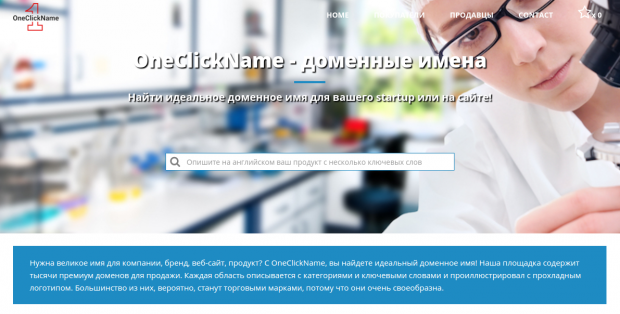 OneClickName
HOME
ПРОДАВЦЫ
CONTACT
x 0
OneClickName - доменные имена
Найти идеальное доменное имя для вашего startup или на сайте!
Опишите на английском ваш продукт с несколько ключевых слов
Нужна великое имя для компании, бренд, веб-сайт, продукт? С OneClickName, вы найдете идеальный доменное имя! Наша площадка содержит
тысячи премиум доменов для продажи. Каждая область описывается с категориями и ключевыми словами и проиллюстрировал с прохладным
логотипом. Большинство из них, вероятно, станут торговыми марками, потому что они очень своеобразна.